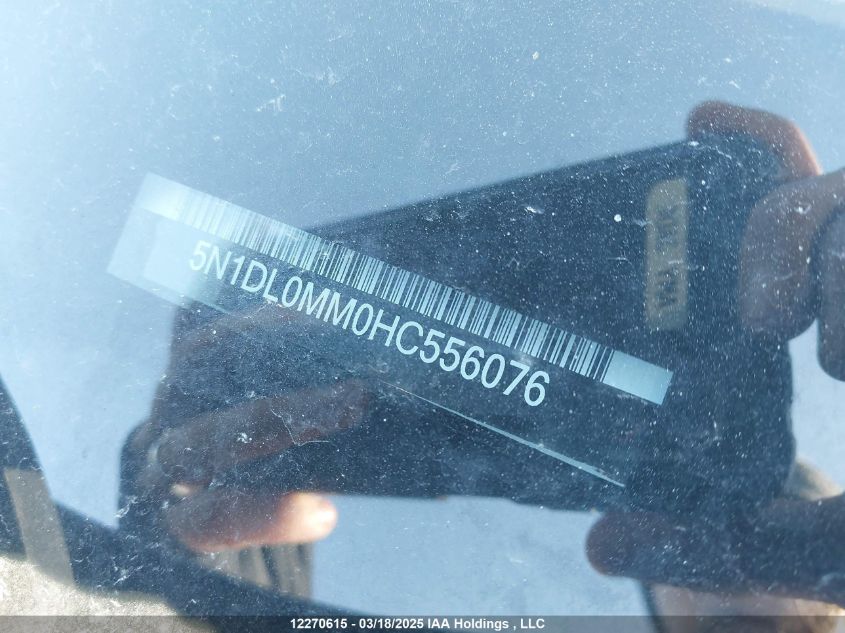 5N1DL0MM0HC556076
12270615 - 03/18/2025 IAA Holdings , LLC